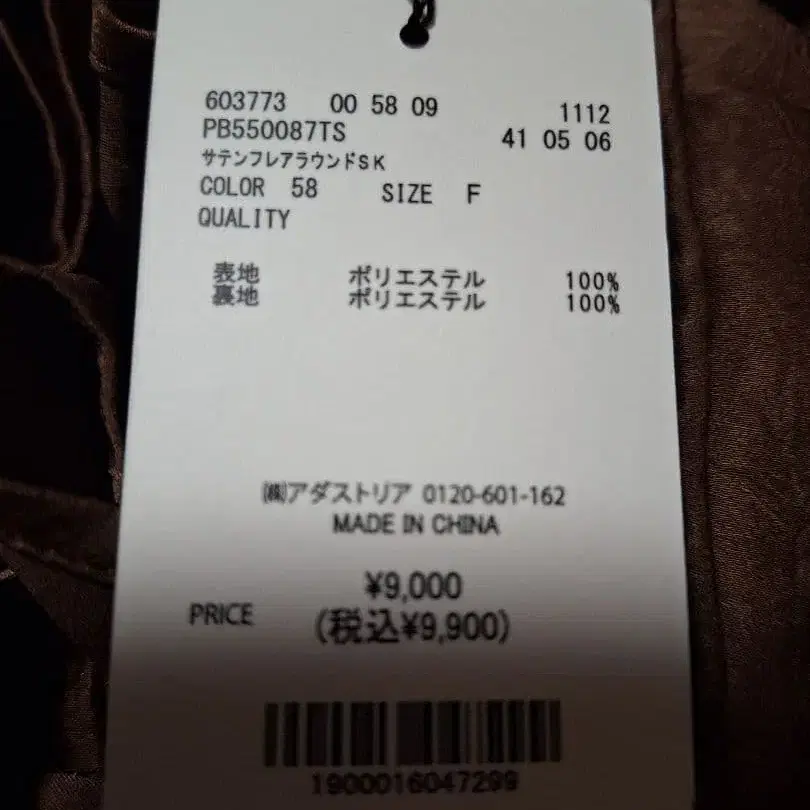 603773 00 58 09 1112
PB550087TS 41 05 06
サテンフレアラウンドSK
COLOR 58 SIZE F
QUALITY
表地 ポリエステル 100%
裏地 ポリエステル 100%
㈱アダストリア 0120-601-162
MADE IN CHINA
¥9,000
PRICE (税込¥9,900)
1900016047299